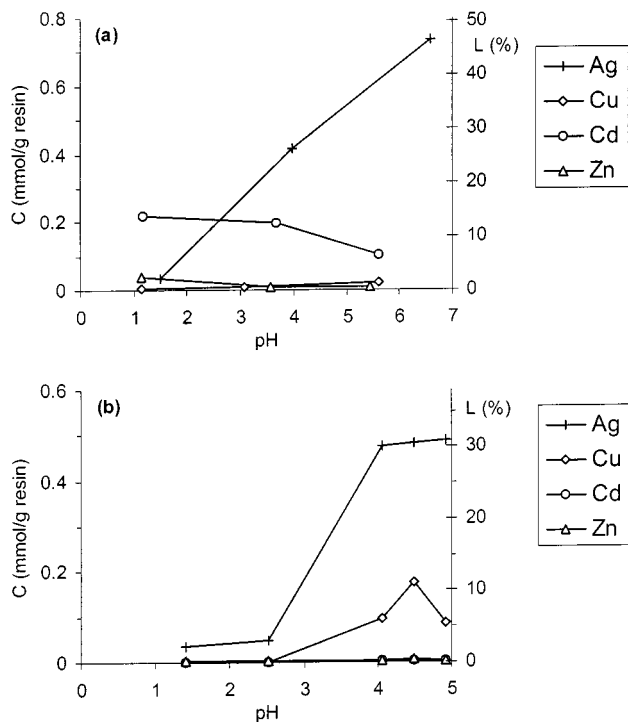 (a)
L (%)
C (mmol/g resin)
0.8
0.6
0.4
0.2
0
50
40
30
20
10
0
0 1 2 3 4 5 6 7
pH
Ag
Cu
Cd
Zn
(b)
L (%)
C (mmol/g resin)
0.6
0.4
0.2
0
30
20
10
0
0 1 2 3 4 5
pH
Ag
Cu
Cd
Zn